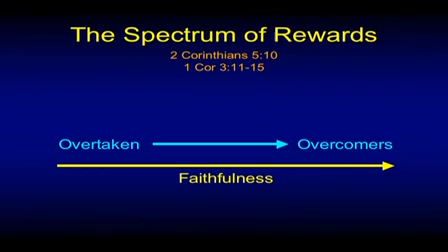 The Spectrum of Rewards
2 Corinthians 5:10
1 Cor 3:11-15
Overtaken Overcomers
Faithfulness